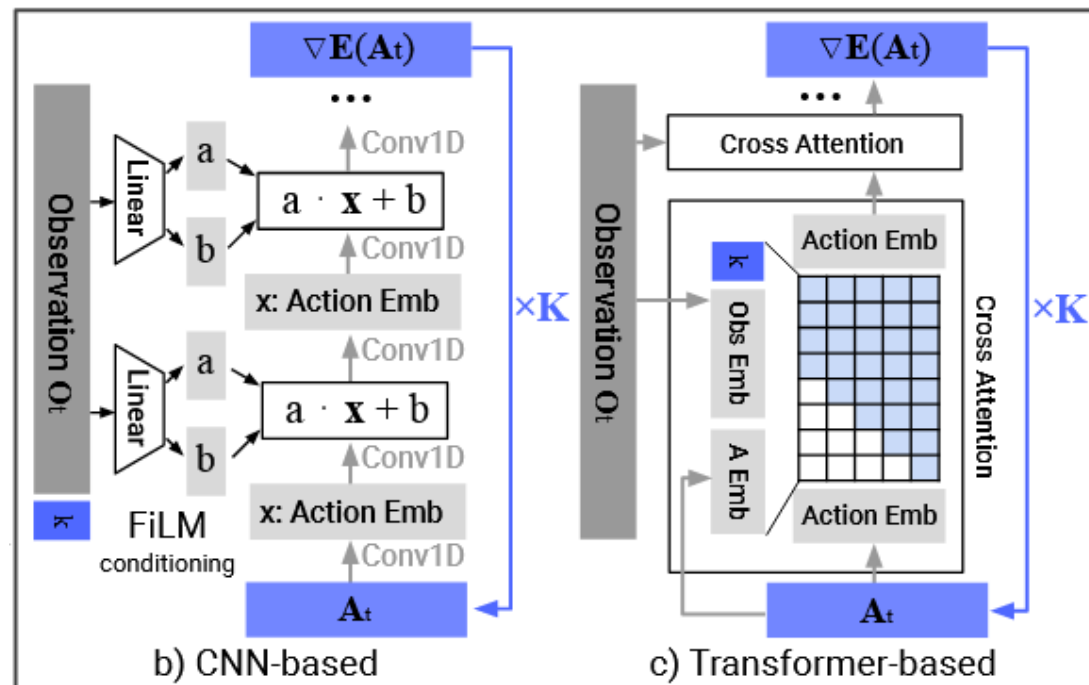 ∇E(At)
•••
Conv1D
Observation Ot
Linear
a
b
a · x + b
Conv1D
x: Action Emb
Conv1D
Linear
a
b
a · x + b
Conv1D
x: Action Emb
k
FiLM
conditioning
Conv1D
At
×K
b) CNN-based
∇E(At)
•••
Cross Attention
Observation Ot
Action Emb
k
Obs Emb
A Emb
Action Emb
Cross Attention
At
×K
c) Transformer-based